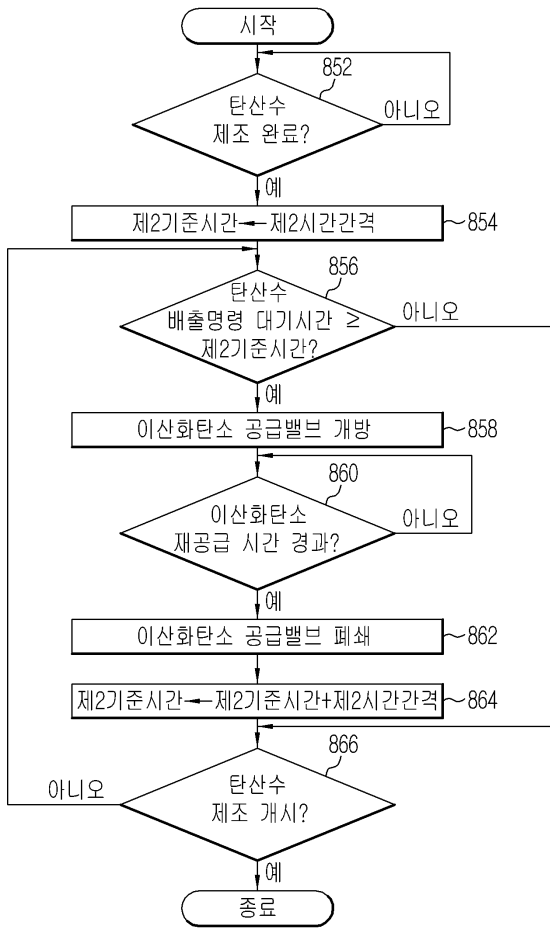 시작
852
탄산수
제조 완료?
아니오
예
제2기준시간←제2시간간격
854
856
탄산수
배출명령 대기시간 ≥
제2기준시간?
아니오
예
이산화탄소 공급밸브 개방
858
860
이산화탄소
재공급 시간 경과?
아니오
예
이산화탄소 공급밸브 폐쇄
862
제2기준시간←제2기준시간+제2시간간격
864
866
탄산수
제조 개시?
아니오
예
종료